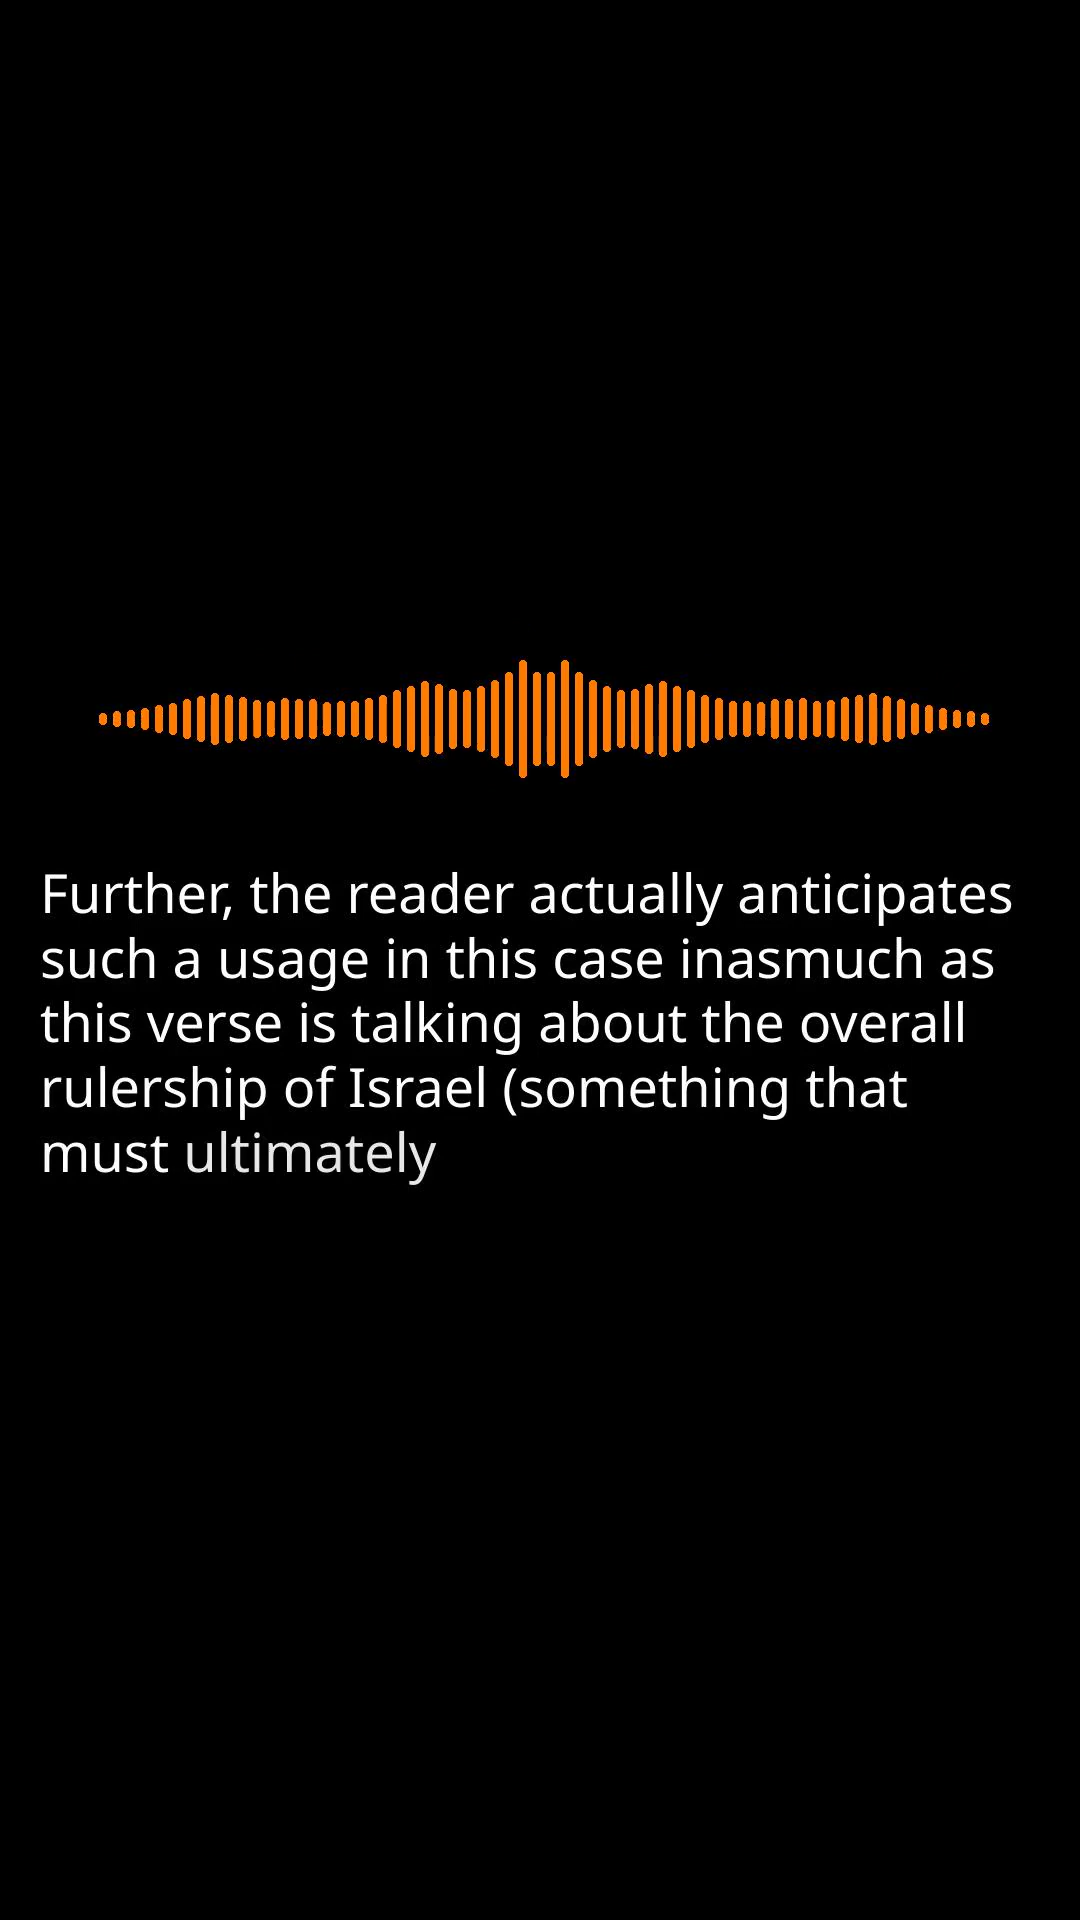 Further, the reader actually anticipates
such a usage in this case inasmuch as
this verse is talking about the overall
rulership of Israel (something that
must ultimately